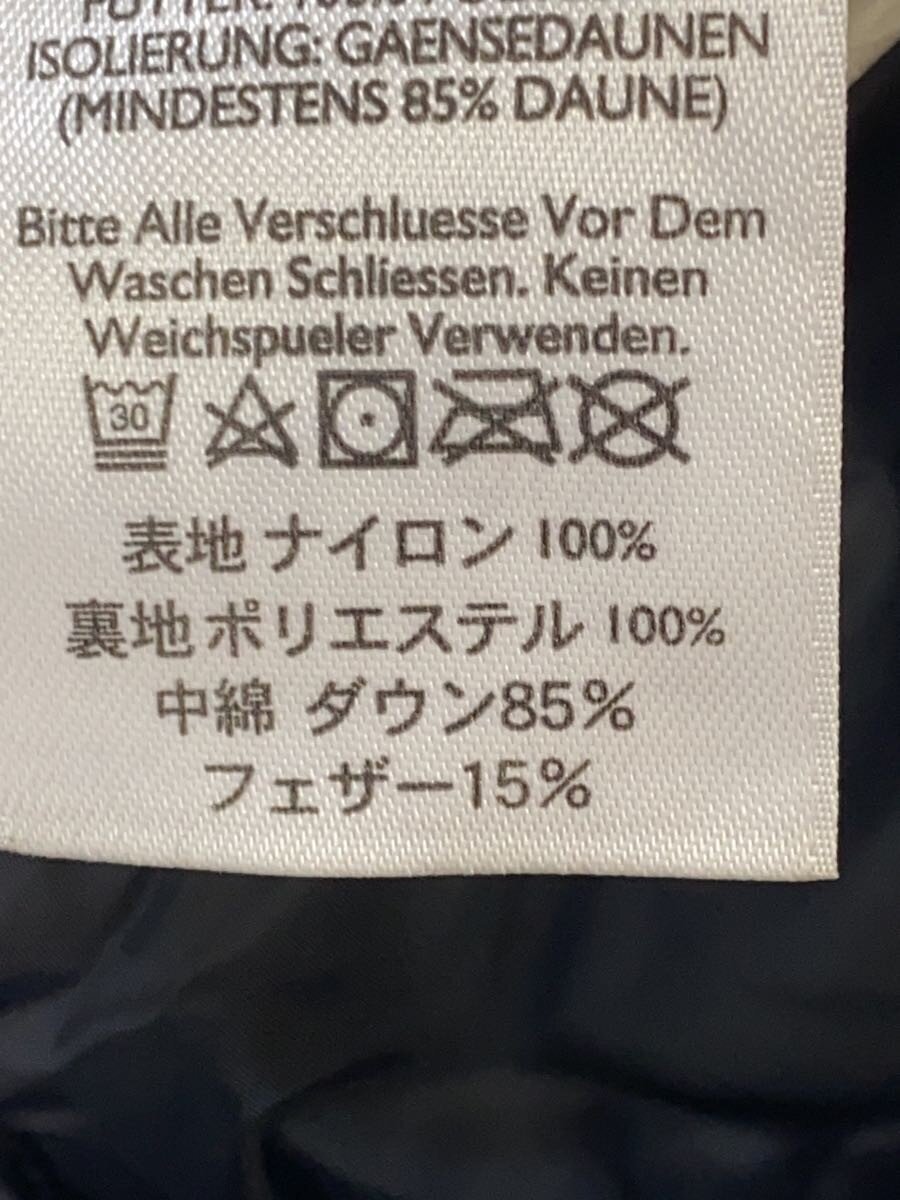 ISOLIERUNG: GAENSEDAUNEN
(MINDESTENS 85% DAUNE)
Bitte Alle Verschluesse Vor Dem
Waschen Schliessen. Keinen
Weichspueler Verwenden.
30
表地 ナイロン 100%
裏地 ポリエステル 100%
中綿 ダウン85%
フェザー15%